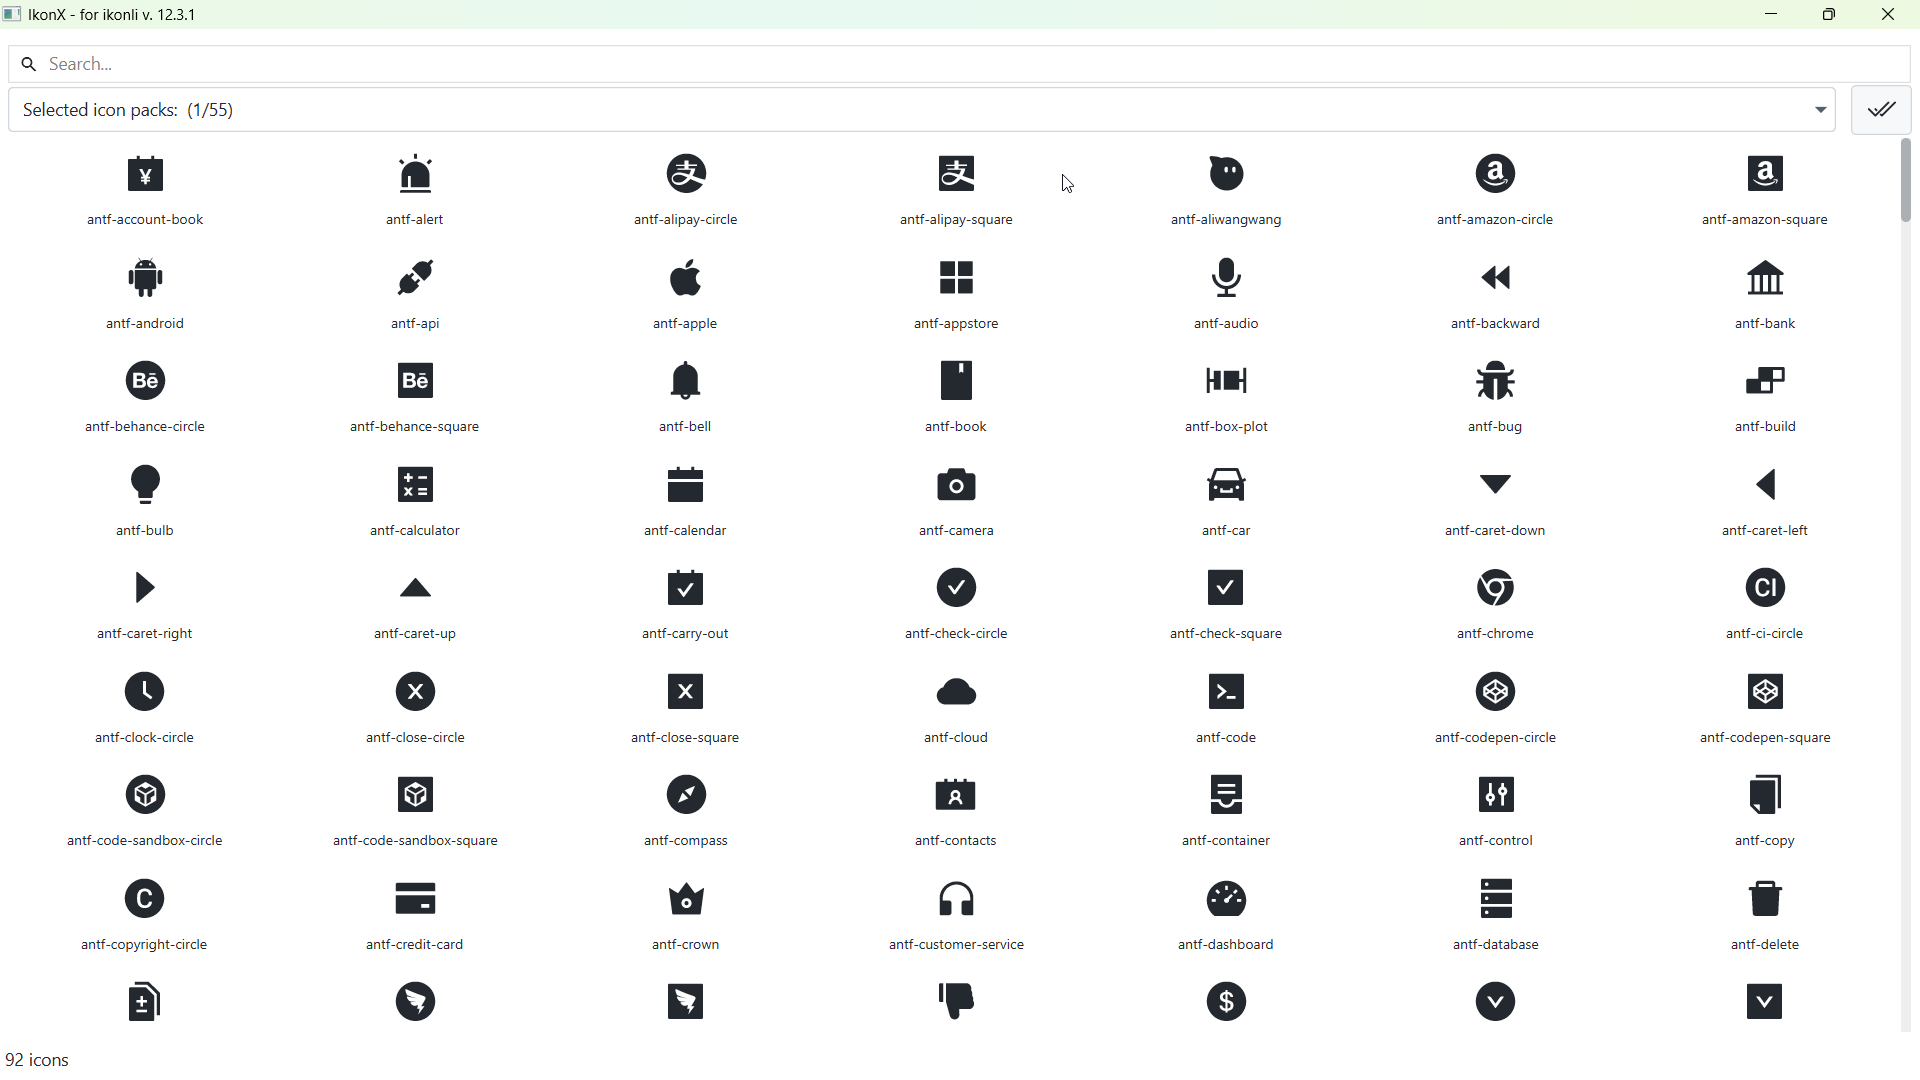 IkonX - for ikonli v. 12.3.1
Search...
Selected icon packs: (1/55)
antf-account-book antf-alert antf-alipay-circle antf-alipay-square antf-aliwangwang antf-amazon-circle antf-amazon-square
antf-android antf-api antf-apple antf-appstore antf-audio antf-backward antf-bank
antf-behance-circle antf-behance-square antf-bell antf-book antf-box-plot antf-bug antf-build
antf-bulb antf-calculator antf-calendar antf-camera antf-car antf-caret-down antf-caret-left
antf-caret-right antf-caret-up antf-carry-out antf-check-circle antf-check-square antf-chrome antf-ci-circle
antf-clock-circle antf-close-circle antf-close-square antf-cloud antf-code antf-codepen-circle antf-codepen-square
antf-code-sandbox-circle antf-code-sandbox-square antf-compass antf-contacts antf-container antf-control antf-copy
antf-copyright-circle antf-credit-card antf-crown antf-customer-service antf-dashboard antf-database antf-delete
92 icons